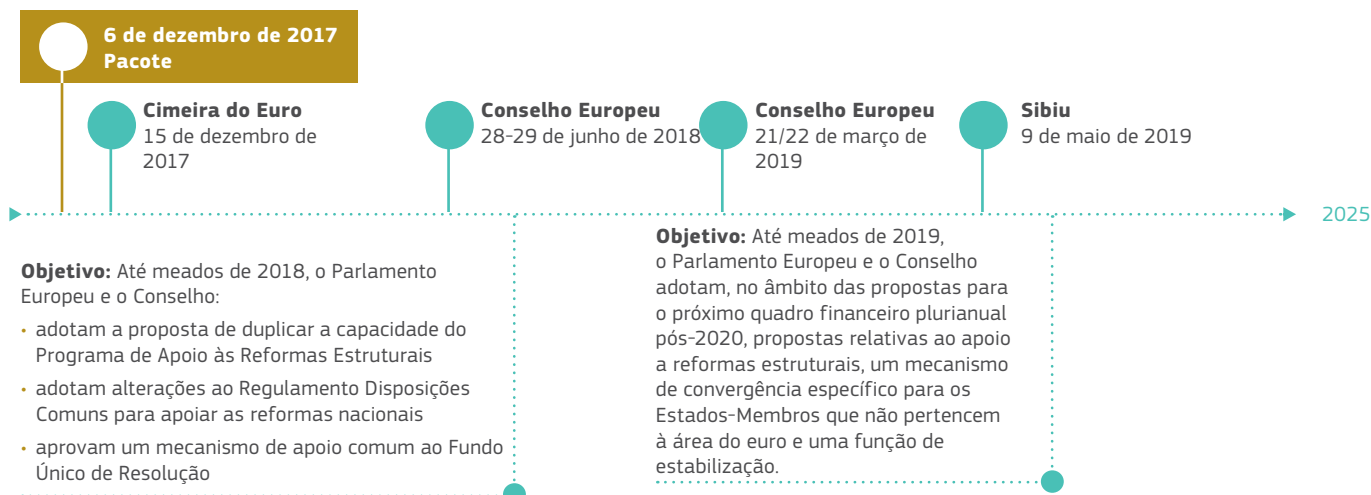 6 de dezembro de 2017
Pacote
Cimeira do Euro
15 de dezembro de
2017
Conselho Europeu
28-29 de junho de 2018
Conselho Europeu
21/22 de março de
2019
Sibiu
9 de maio de 2019
2025
Objetivo: Até meados de 2018, o Parlamento
Europeu e o Conselho:
• adotam a proposta de duplicar a capacidade do
Programa de Apoio às Reformas Estruturais
• adotam alterações ao Regulamento Disposições
Comuns para apoiar as reformas nacionais
• aprovam um mecanismo de apoio comum ao Fundo
Único de Resolução
Objetivo: Até meados de 2019,
o Parlamento Europeu e o Conselho
adotam, no âmbito das propostas para
o próximo quadro financeiro plurianual
pós-2020, propostas relativas ao apoio
a reformas estruturais, um mecanismo
de convergência específico para os
Estados-Membros que não pertencem
à área do euro e uma função de
estabilização.